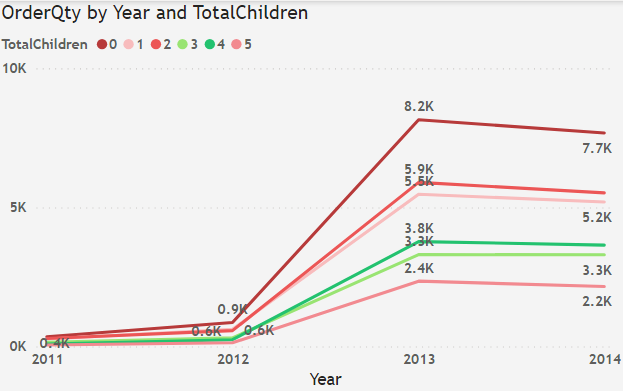 OrderQty by Year and TotalChildren
TotalChildren 0 1 2 3 4 5
10K
8.2K
7.7K
5.9K
5.5K
5K
5.2K
3.8K
3.3K
3.3K
2.4K
2.2K
0.9K
0.6K
0.6K
0.4K
0K
2011 2012 2013 2014
Year